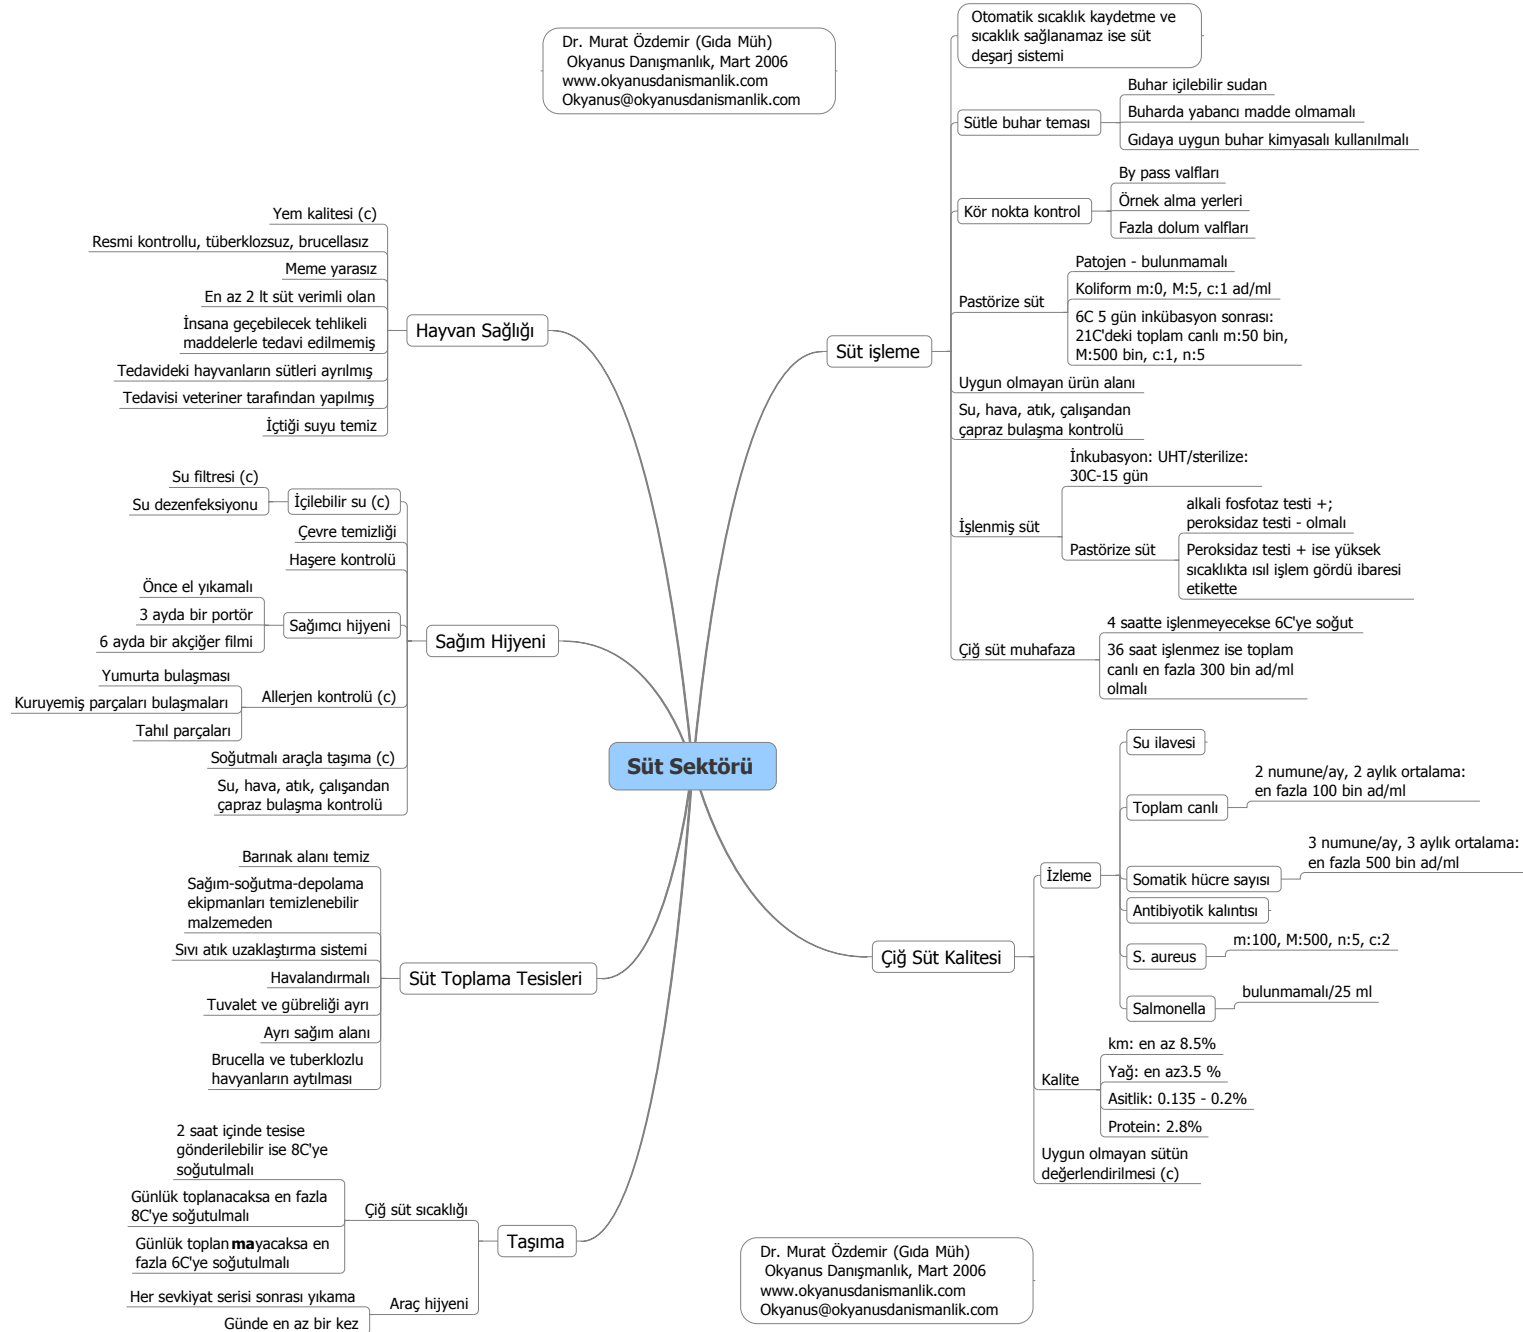 Dr. Murat Özdemir (Gıda Müh)
Okyanus Danışmanlık, Mart 2006
www.okyanusdanismanlik.com
Okyanus@okyanusdanismanlik.com
Süt Sektörü
Hayvan Sağlığı
Yem kalitesi (c)
Resmi kontrollu, tüberklozsuz, brucellasız
Meme yarasız
En az 2 lt süt verimli olan
İnsana geçebilecek tehlikeli
maddelerle tedavi edilmemiş
Tedavideki hayvanların sütleri ayrılmış
Tedavisi veteriner tarafından yapılmış
İçtiği suyu temiz
Sağım Hijyeni
İçilebilir su (c)
Su filtresi (c)
Su dezenfeksiyonu
Çevre temizliği
Haşere kontrolü
Sağımcı hijyeni
Önce el yıkamalı
3 ayda bir portör
6 ayda bir akçiğer filmi
Allerjen kontrolü (c)
Yumurta bulaşması
Kuruyemiş parçaları bulaşmaları
Tahıl parçaları
Soğutmalı araçla taşıma (c)
Su, hava, atık, çalışandan
çapraz bulaşma kontrolü
Süt Toplama Tesisleri
Barınak alanı temiz
Sağım-soğutma-depolama
ekipmanları temizlenebilir
malzemeden
Sıvı atık uzaklaştırma sistemi
Havalandırmalı
Tuvalet ve gübreliği ayrı
Ayrı sağım alanı
Brucella ve tuberklozlu
havyanların aytılması
Taşıma
Çiğ süt sıcaklığı
2 saat içinde tesise
gönderilebilir ise 8C'ye
soğutulmalı
Günlük toplanacaksa en fazla
8C'ye soğutulmalı
Günlük toplanmayacaksa en
fazla 6C'ye soğutulmalı
Araç hijyeni
Her sevkiyat serisi sonrası yıkama
Günde en az bir kez
Süt işleme
Otomatik sıcaklık kaydetme ve
sıcaklık sağlanamaz ise süt
deşarj sistemi
Sütle buhar teması
Buhar içilebilir sudan
Buharda yabancı madde olmamalı
Gıdaya uygun buhar kimyasalı kullanılmalı
Kör nokta kontrol
By pass valfları
Örnek alma yerleri
Fazla dolum valfları
Pastörize süt
Patojen - bulunmamalı
Koliform m:0, M:5, c:1 ad/ml
6C 5 gün inkübasyon sonrası:
21C'deki toplam canlı m:50 bin,
M:500 bin, c:1, n:5
Uygun olmayan ürün alanı
Su, hava, atık, çalışandan
çapraz bulaşma kontrolü
İşlenmiş süt
İnkubasyon: UHT/sterilize:
30C-15 gün
Pastörize süt
alkali fosfotaz testi +;
peroksidaz testi - olmalı
Peroksidaz testi + ise yüksek
sıcaklıkta ısıl işlem gördü ibaresi
etikette
Çiğ süt muhafaza
4 saatte işlenmeyecekse 6C'ye soğut
36 saat işlenmez ise toplam
canlı en fazla 300 bin ad/ml
olmalı
Çiğ Süt Kalitesi
İzleme
Su ilavesi
Toplam canlı
2 numune/ay, 2 aylık ortalama:
en fazla 100 bin ad/ml
Somatik hücre sayısı
3 numune/ay, 3 aylık ortalama:
en fazla 500 bin ad/ml
Antibiyotik kalıntısı
S. aureus
m:100, M:500, n:5, c:2
Salmonella
bulunmamalı/25 ml
Kalite
km: en az 8.5%
Yağ: en az3.5 %
Asitlik: 0.135 - 0.2%
Protein: 2.8%
Uygun olmayan sütün
değerlendirilmesi (c)
Dr. Murat Özdemir (Gıda Müh)
Okyanus Danışmanlık, Mart 2006
www.okyanusdanismanlik.com
Okyanus@okyanusdanismanlik.com